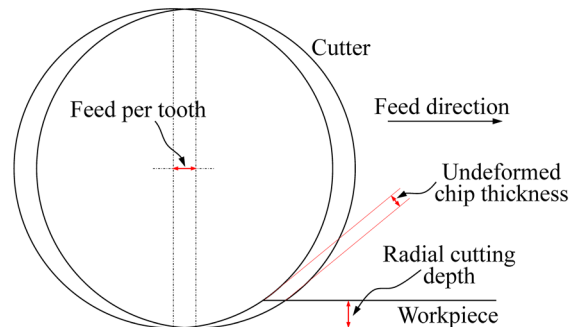 Cutter
Feed per tooth
Feed direction
Undeformed
chip thickness
Radial cutting
depth
Workpiece